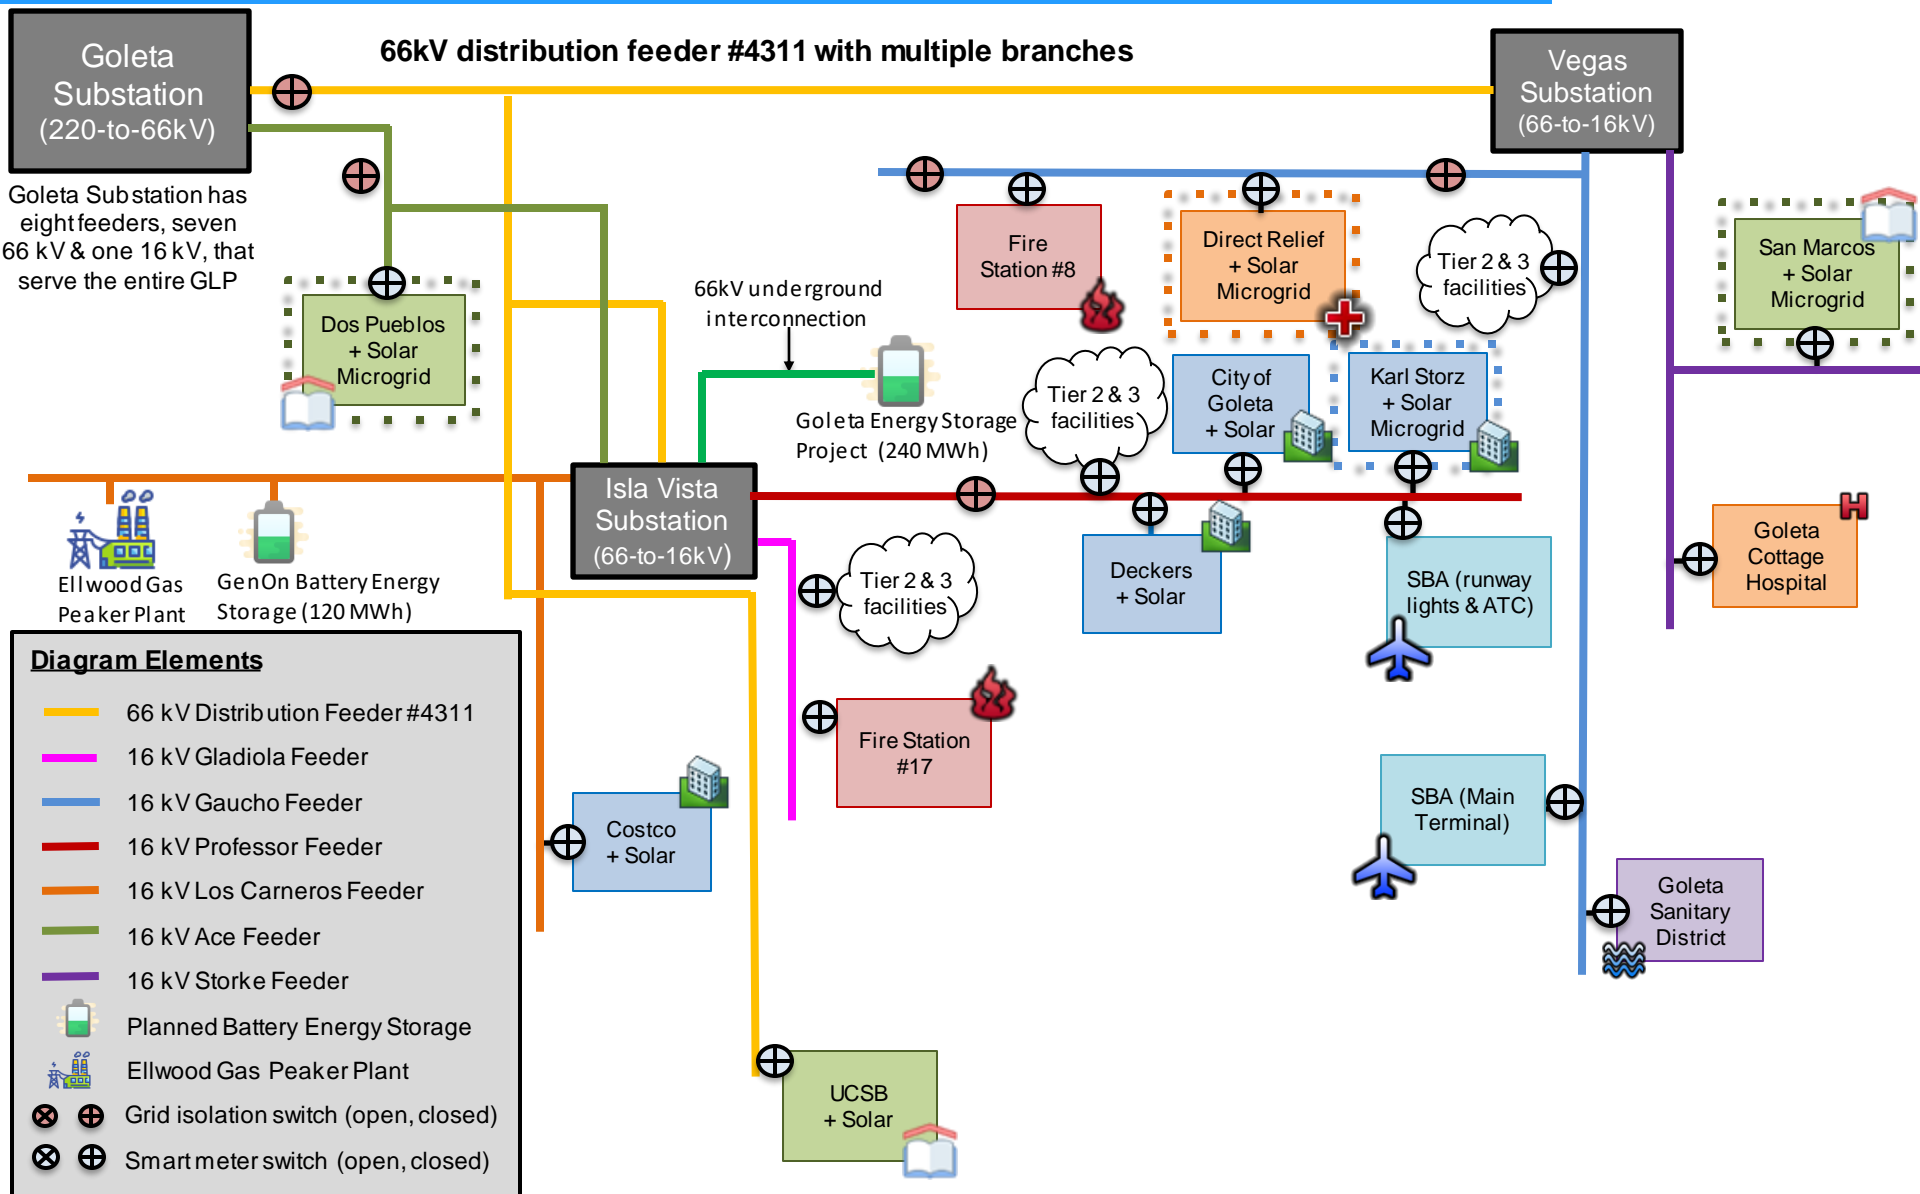 66kV distribution feeder #4311 with multiple branches
Goleta
Substation
(220-to-66kV)
Vegas
Substation
(66-to-16kV)
Goleta Substation has
eight feeders, seven
66 kV & one 16 kV, that
serve the entire GLP
Dos Pueblos
+ Solar
Microgrid
66kV underground
interconnection
Goleta Energy Storage
Project (240 MWh)
Fire
Station #8
Direct Relief
+ Solar
Microgrid
Tier 2 & 3
facilities
San Marcos
+ Solar
Microgrid
Tier 2 & 3
facilities
City of
Goleta
+ Solar
Karl Storz
+ Solar
Microgrid
Isla Vista
Substation
(66-to-16kV)
Ellwood Gas
Peaker Plant
GenOn Battery Energy
Storage (120 MWh)
Tier 2 & 3
facilities
Deckers
+ Solar
SBA (runway
lights & ATC)
H
Goleta
Cottage
Hospital
Fire Station
#17
Costco
+ Solar
SBA (Main
Terminal)
Goleta
Sanitary
District
UCSB
+ Solar
Diagram Elements
66 kV Distribution Feeder #4311
16 kV Gladiola Feeder
16 kV Gaucho Feeder
16 kV Professor Feeder
16 kV Los Carneros Feeder
16 kV Ace Feeder
16 kV Storke Feeder
Planned Battery Energy Storage
Ellwood Gas Peaker Plant
Grid isolation switch (open, closed)
Smart meter switch (open, closed)